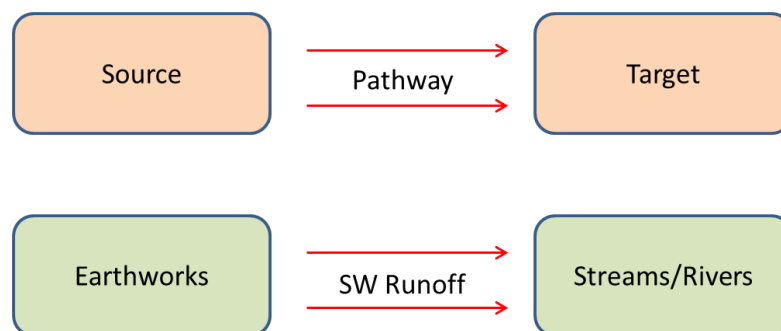 Source
Pathway
Target
Earthworks
SW Runoff
Streams/Rivers